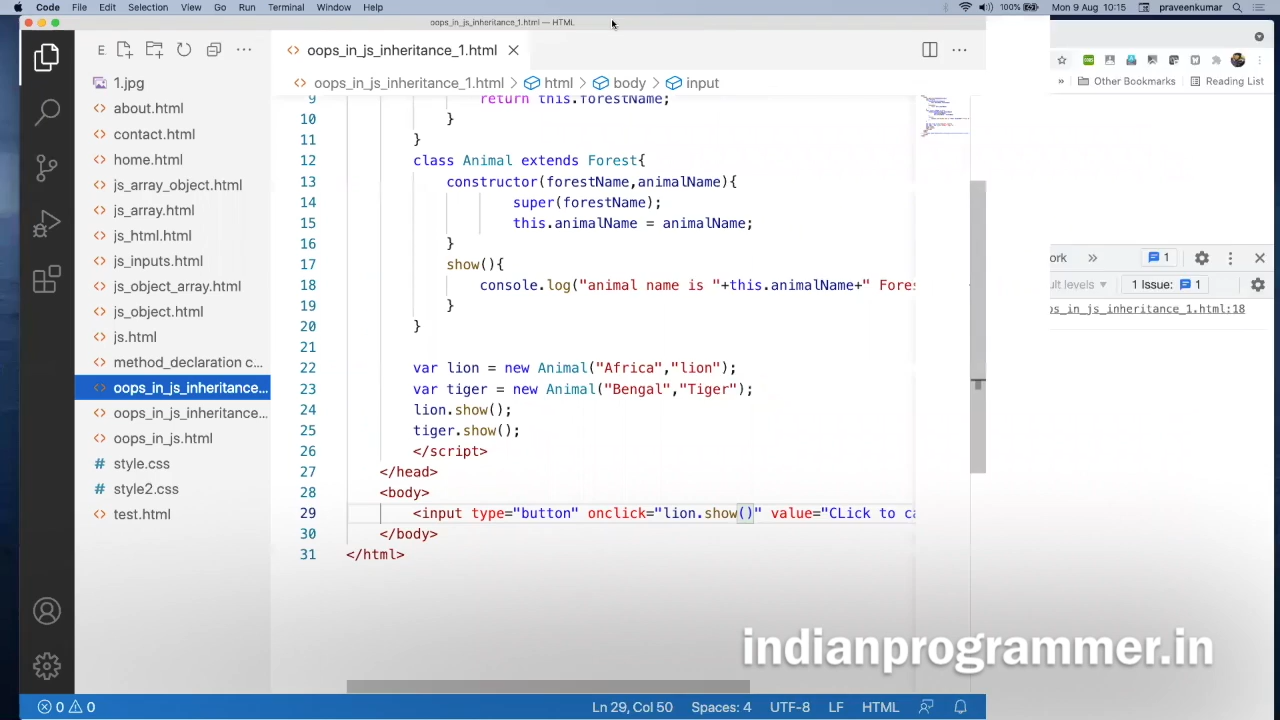 Code File Edit Selection View Go Run Terminal Window Help 100% Mon 9 Aug 10:15 praveenkumar
oops_in_js_inheritance_1.html — HTML
E
oops_in_js_inheritance_1.html
oops_in_js_inheritance_1.html > html > body > input
1.jpg
about.html
contact.html
home.html
js_array_object.html
js_array.html
js_html.html
js_inputs.html
js_object_array.html
js_object.html
js.html
method_declaration c...
oops_in_js_inheritance...
oops_in_js_inheritance...
oops_in_js.html
# style.css
# style2.css
test.html
9 return this.forestName;
10 }
11 }
12 class Animal extends Forest{
13 constructor(forestName,animalName){
14 super(forestName);
15 this.animalName = animalName;
16 }
17 show(){
18 console.log("animal name is "+this.animalName+" Fores
19 }
20 }
21
22 var lion = new Animal("Africa","lion");
23 var tiger = new Animal("Bengal","Tiger");
24 lion.show();
25 tiger.show();
26 </script>
27 </head>
28 <body>
29 <input type="button" onclick="lion.show()" value="CLick to ca
30 </body>
31 </html>
» Other Bookmarks Reading List
ork » 1
ult levels ▾ 1 Issue: 1
ps_in_js_inheritance_1.html:18
indianprogrammer.in
0 0 Ln 29, Col 50 Spaces: 4 UTF-8 LF HTML